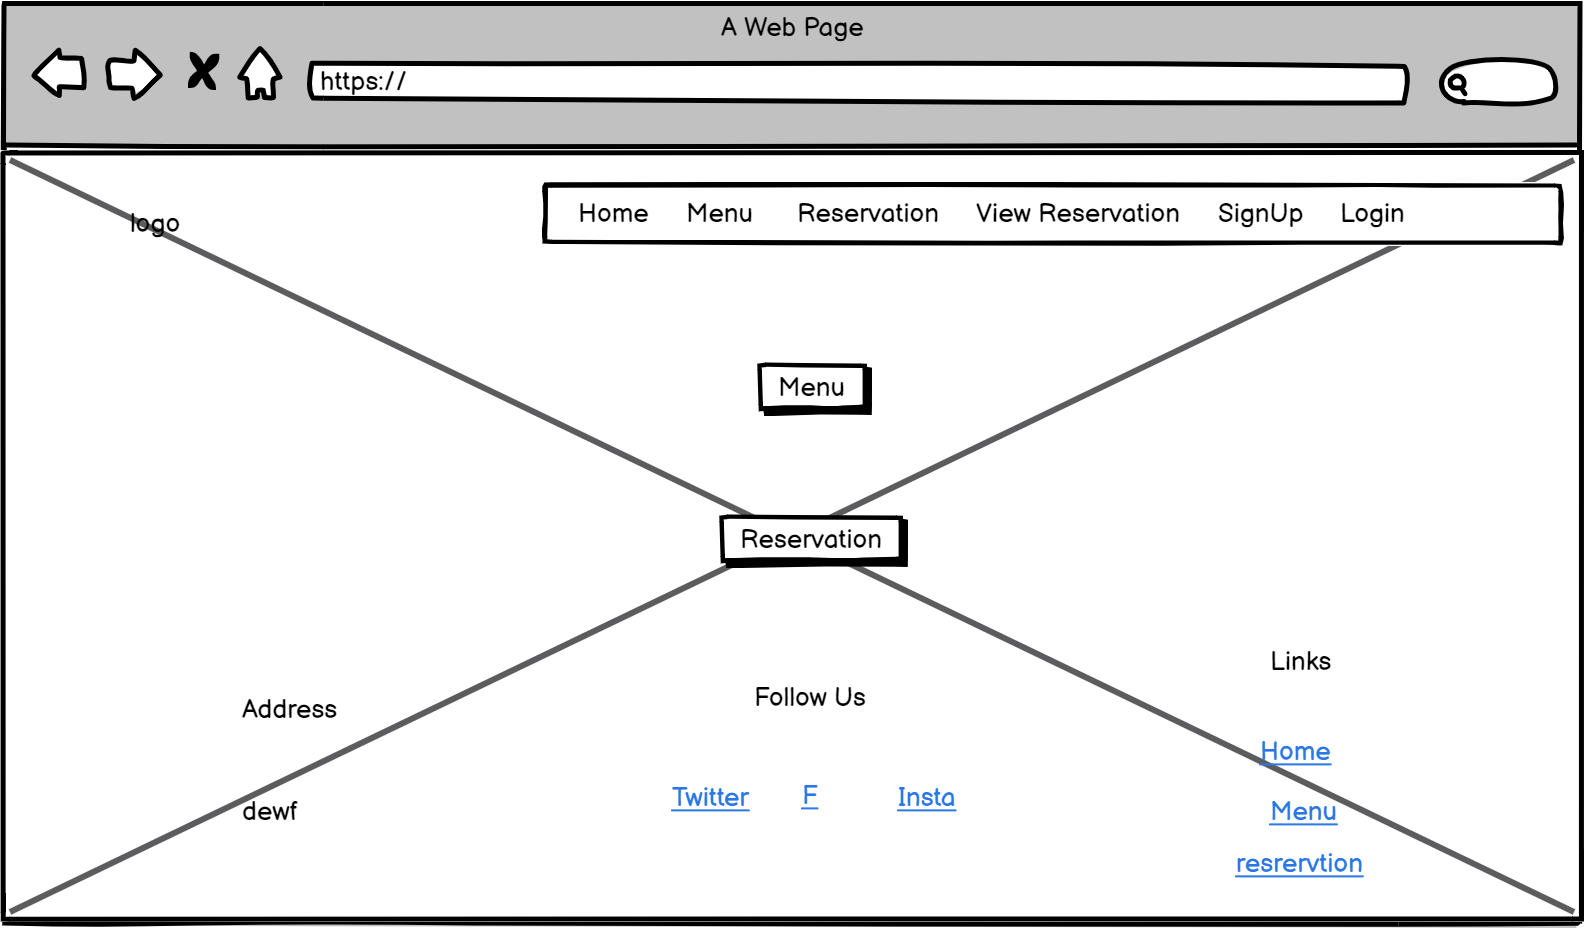 A Web Page
https://
logo
Home Menu Reservation View Reservation SignUp Login
Menu
Reservation
Links
Follow Us
Address
Home
Twitter F Insta
dewf
Menu
resrervtion